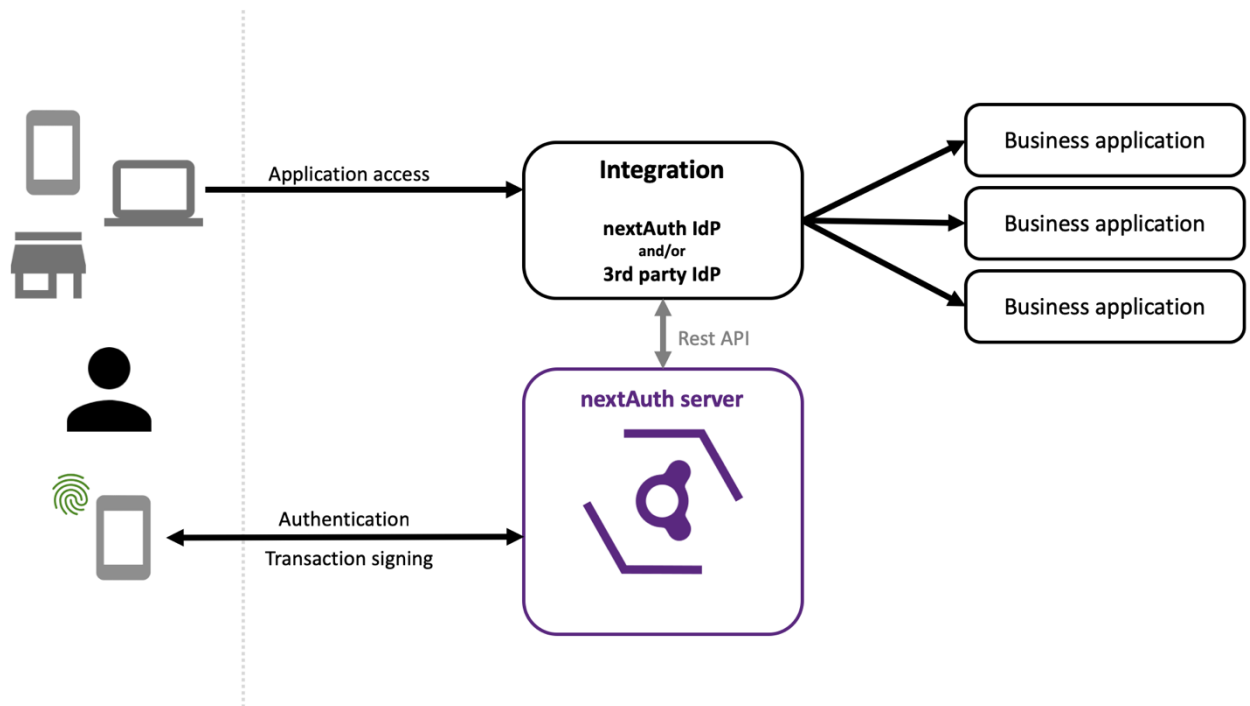 Application access
Integration
nextAuth IdP
and/or
3rd party IdP
Business application
Business application
Business application
Rest API
nextAuth server
Authentication
Transaction signing